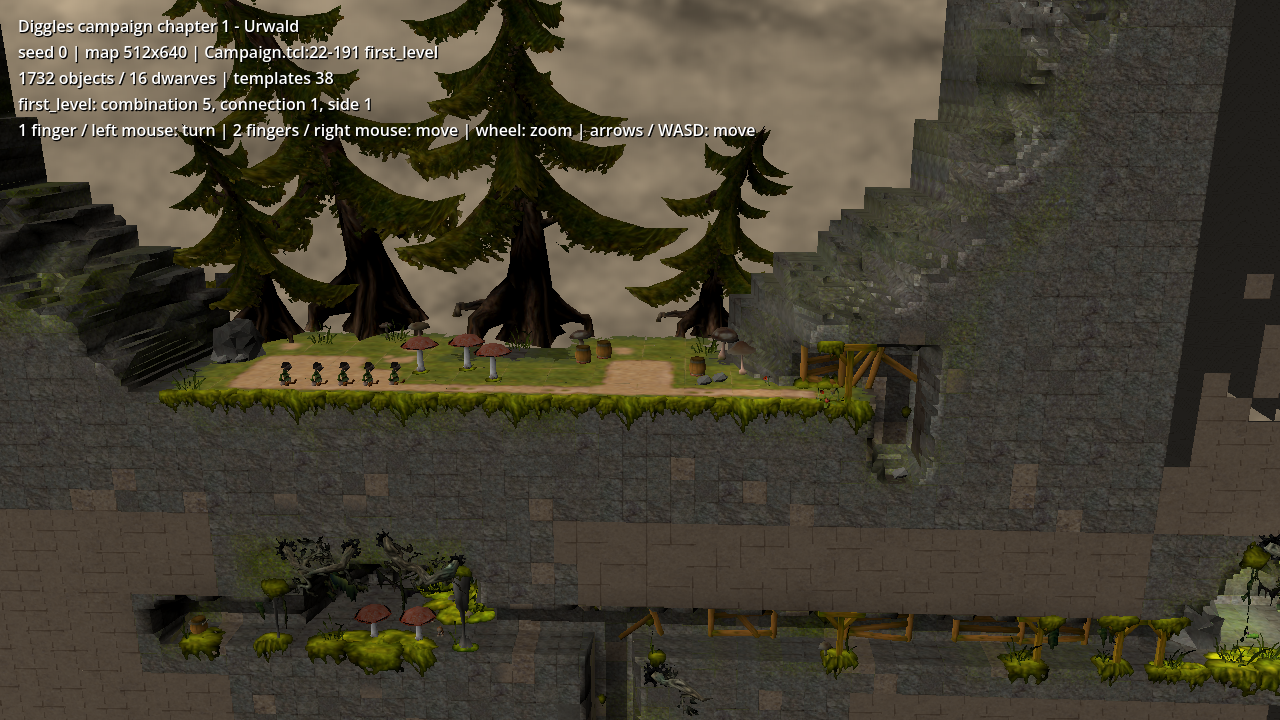 Diggles campaign chapter 1 - Urwald
seed 0 | map 512x640 | Campaign.tcl:22-191 first_level
1732 objects / 16 dwarves | templates 38
first_level: combination 5, connection 1, side 1
1 finger / left mouse: turn | 2 fingers / right mouse: move | wheel: zoom | arrows / WASD: move